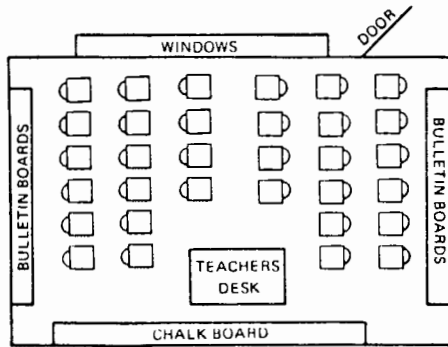 DOOR
WINDOWS
BULLETIN BOARDS
BULLETIN BOARDS
TEACHERS
DESK
CHALK BOARD